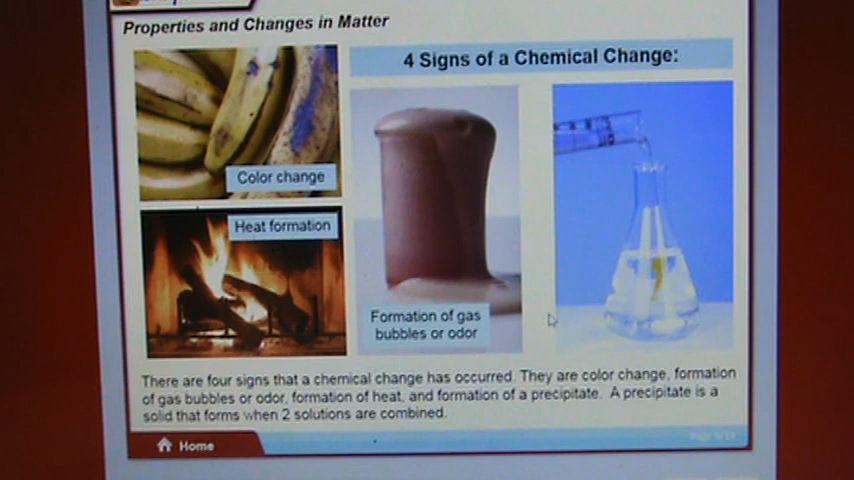 Properties and Changes in Matter
4 Signs of a Chemical Change:
Color change
Heat formation
Formation of gas
bubbles or odor
There are four signs that a chemical change has occurred. They are color change, formation
of gas bubbles or odor, formation of heat, and formation of a precipitate. A precipitate is a
solid that forms when 2 solutions are combined.
Home